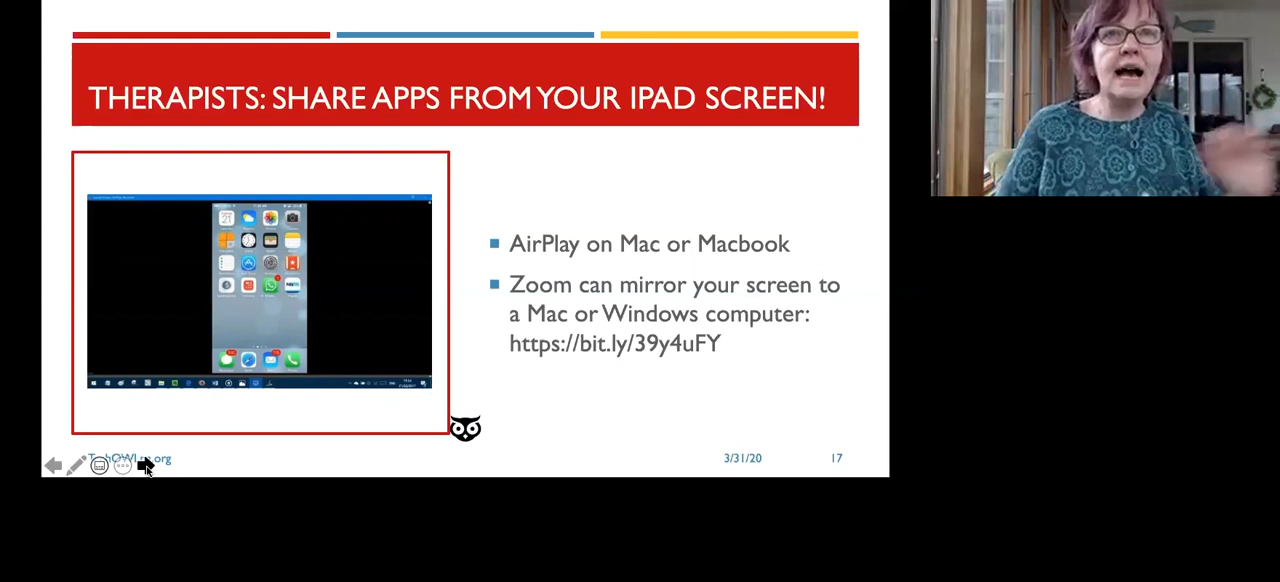 THERAPISTS: SHARE APPS FROM YOUR IPAD SCREEN!
AirPlay on Mac or Macbook
Zoom can mirror your screen to
a Mac or Windows computer:
https://bit.ly/39y4uFY
3/31/20
17